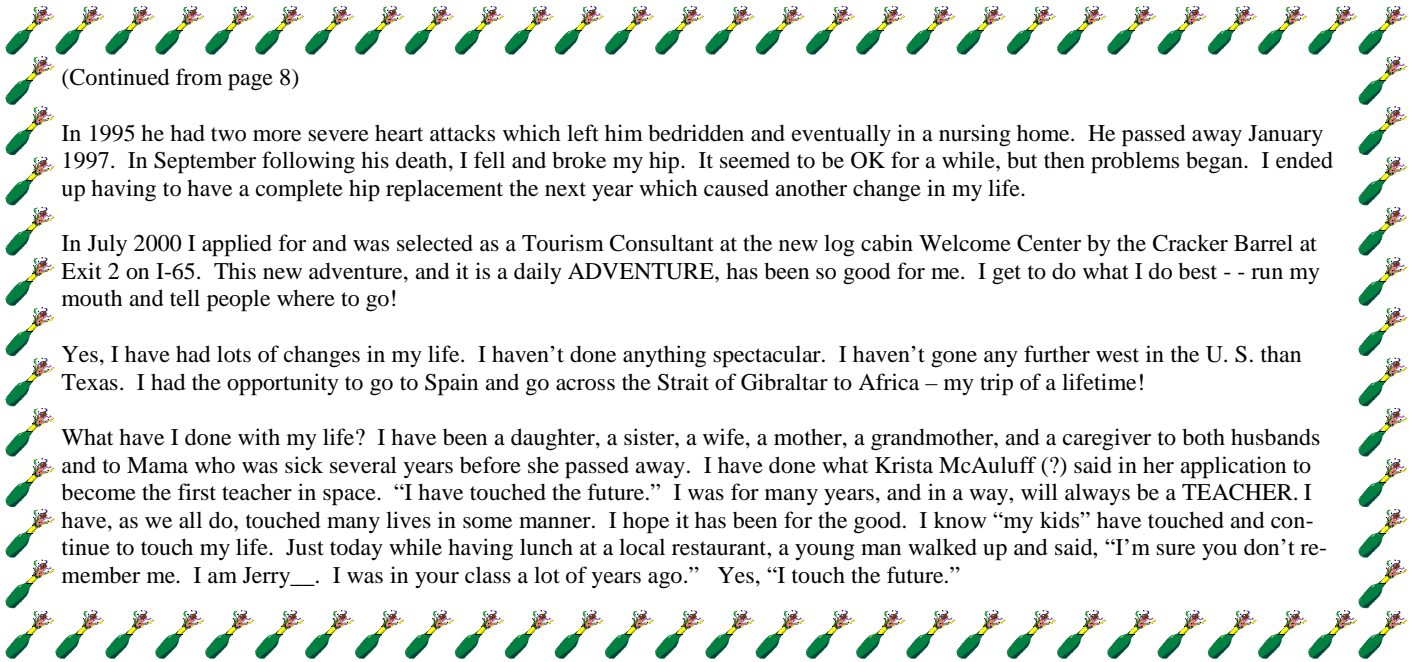 (Continued from page 8)
In 1995 he had two more severe heart attacks which left him bedridden and eventually in a nursing home.  He passed away January
1997.  In September following his death, I fell and broke my hip.  It seemed to be OK for a while, but then problems began.  I ended
up having to have a complete hip replacement the next year which caused another change in my life.
In July 2000 I applied for and was selected as a Tourism Consultant at the new log cabin Welcome Center by the Cracker Barrel at
Exit 2 on I-65.  This new adventure, and it is a daily ADVENTURE, has been so good for me.  I get to do what I do best - - run my
mouth and tell people where to go!
Yes, I have had lots of changes in my life.  I haven’t done anything spectacular.  I haven’t gone any further west in the U. S. than
Texas.  I had the opportunity to go to Spain and go across the Strait of Gibraltar to Africa – my trip of a lifetime!
What have I done with my life?  I have been a daughter, a sister, a wife, a mother, a grandmother, and a caregiver to both husbands
and to Mama who was sick several years before she passed away.  I have done what Krista McAuluff (?) said in her application to
become the first teacher in space.  “I have touched the future.”  I was for many years, and in a way, will always be a TEACHER. I
have, as we all do, touched many lives in some manner.  I hope it has been for the good.  I know “my kids” have touched and con-
tinue to touch my life.  Just today while having lunch at a local restaurant, a young man walked up and said, “I’m sure you don’t re-
member me.  I am Jerry__.  I was in your class a lot of years ago.”   Yes, “I touch the future.”